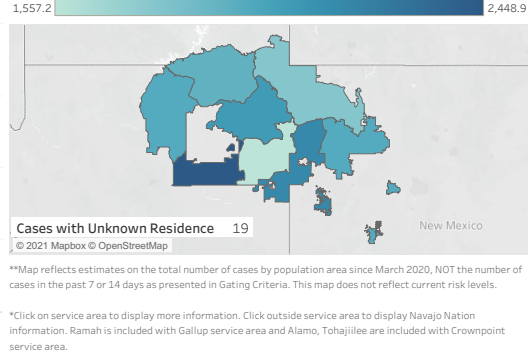 1,557.2 2,448.9
New Mexico
Cases with Unknown Residence 19
© 2021 Mapbox © OpenStreetMap
**Map reflects estimates on the total number of cases by population area since March 2020, NOT the number of
cases in the past 7 or 14 days as presented in Gating Criteria. This map does not reflect current risk levels.
*Click on service area to display more information. Click outside service area to display Navajo Nation
information. Ramah is included with Gallup service area and Alamo, Tohajiilee are included with Crownpoint
service area.